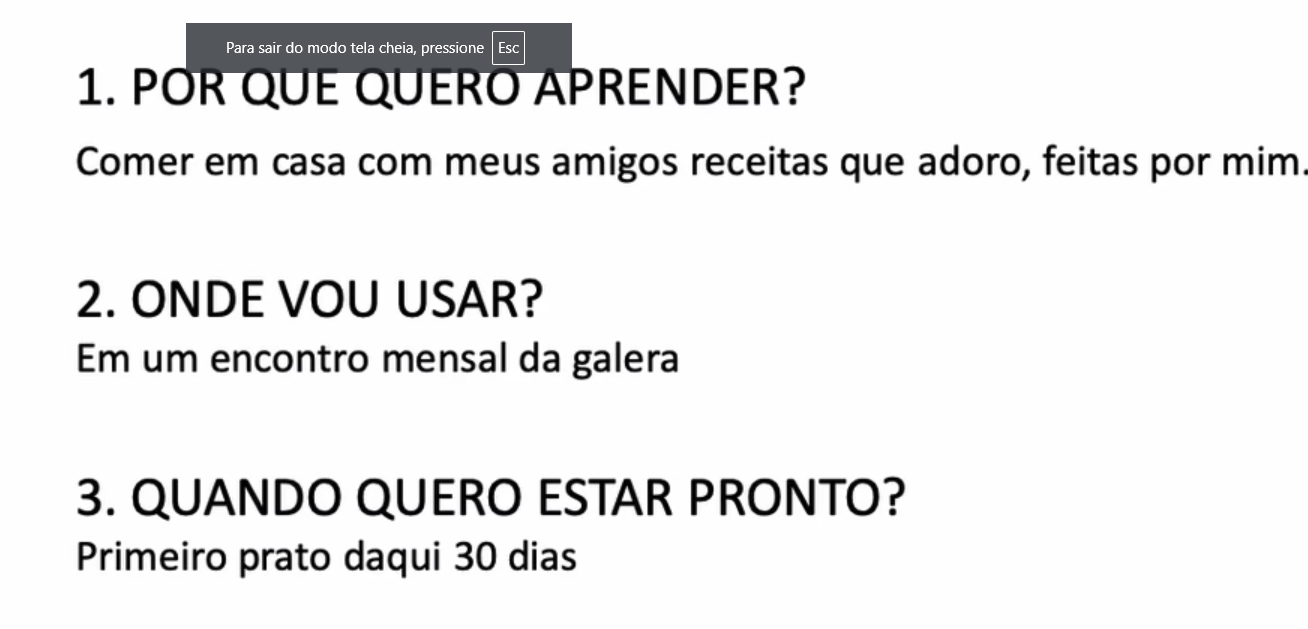 Para sair do modo tela cheia, pressione Esc
1. POR QUE QUERO APRENDER?
Comer em casa com meus amigos receitas que adoro, feitas por mim.
2. ONDE VOU USAR?
Em um encontro mensal da galera
3. QUANDO QUERO ESTAR PRONTO?
Primeiro prato daqui 30 dias